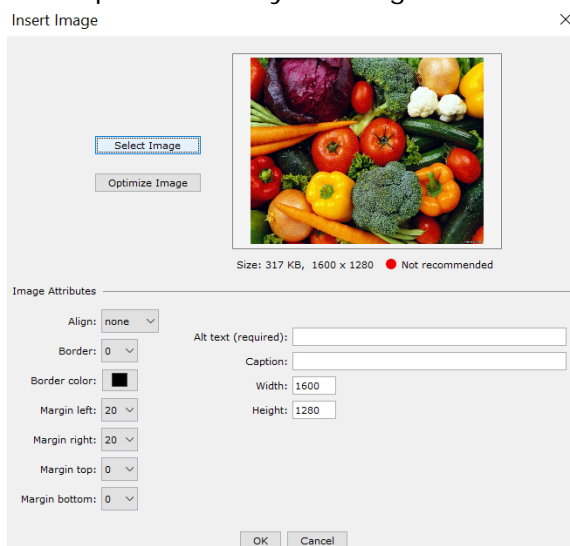 Insert Image
Select Image
Optimize Image
Size: 317 KB, 1600 x 1280 Not recommended
Image Attributes
Align: none
Border: 0
Border color:
Margin left: 20
Margin right: 20
Margin top: 0
Margin bottom: 0
Alt text (required):
Caption:
Width: 1600
Height: 1280
OK Cancel